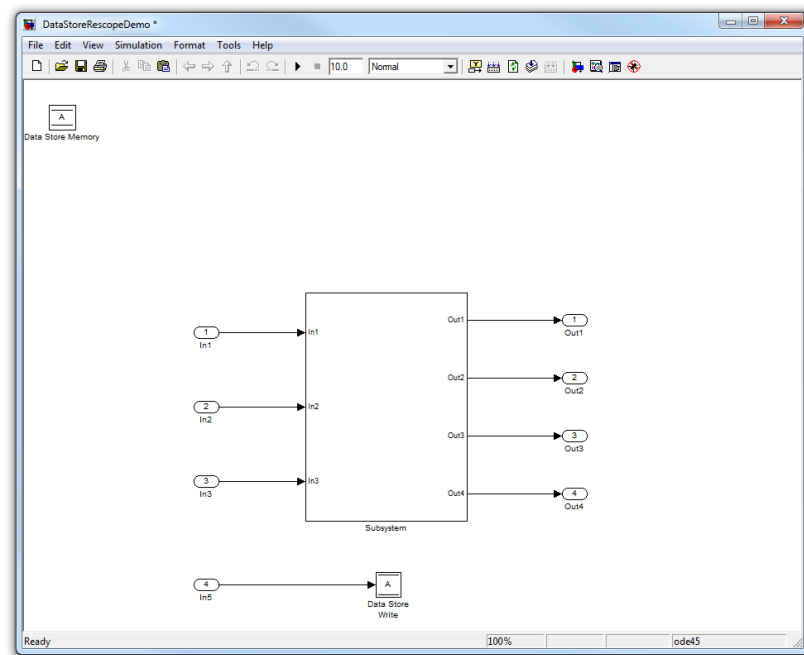 DataStoreRescopeDemo *
File Edit View Simulation Format Tools Help
10.0 Normal
A
Data Store Memory
1
In1
In1
2
In2
In2
3
In3
In3
Out1
1
Out1
Out2
2
Out2
Out3
3
Out3
Out4
4
Out4
Subsystem
4
In5
A
Data Store
Write
Ready 100% ode45